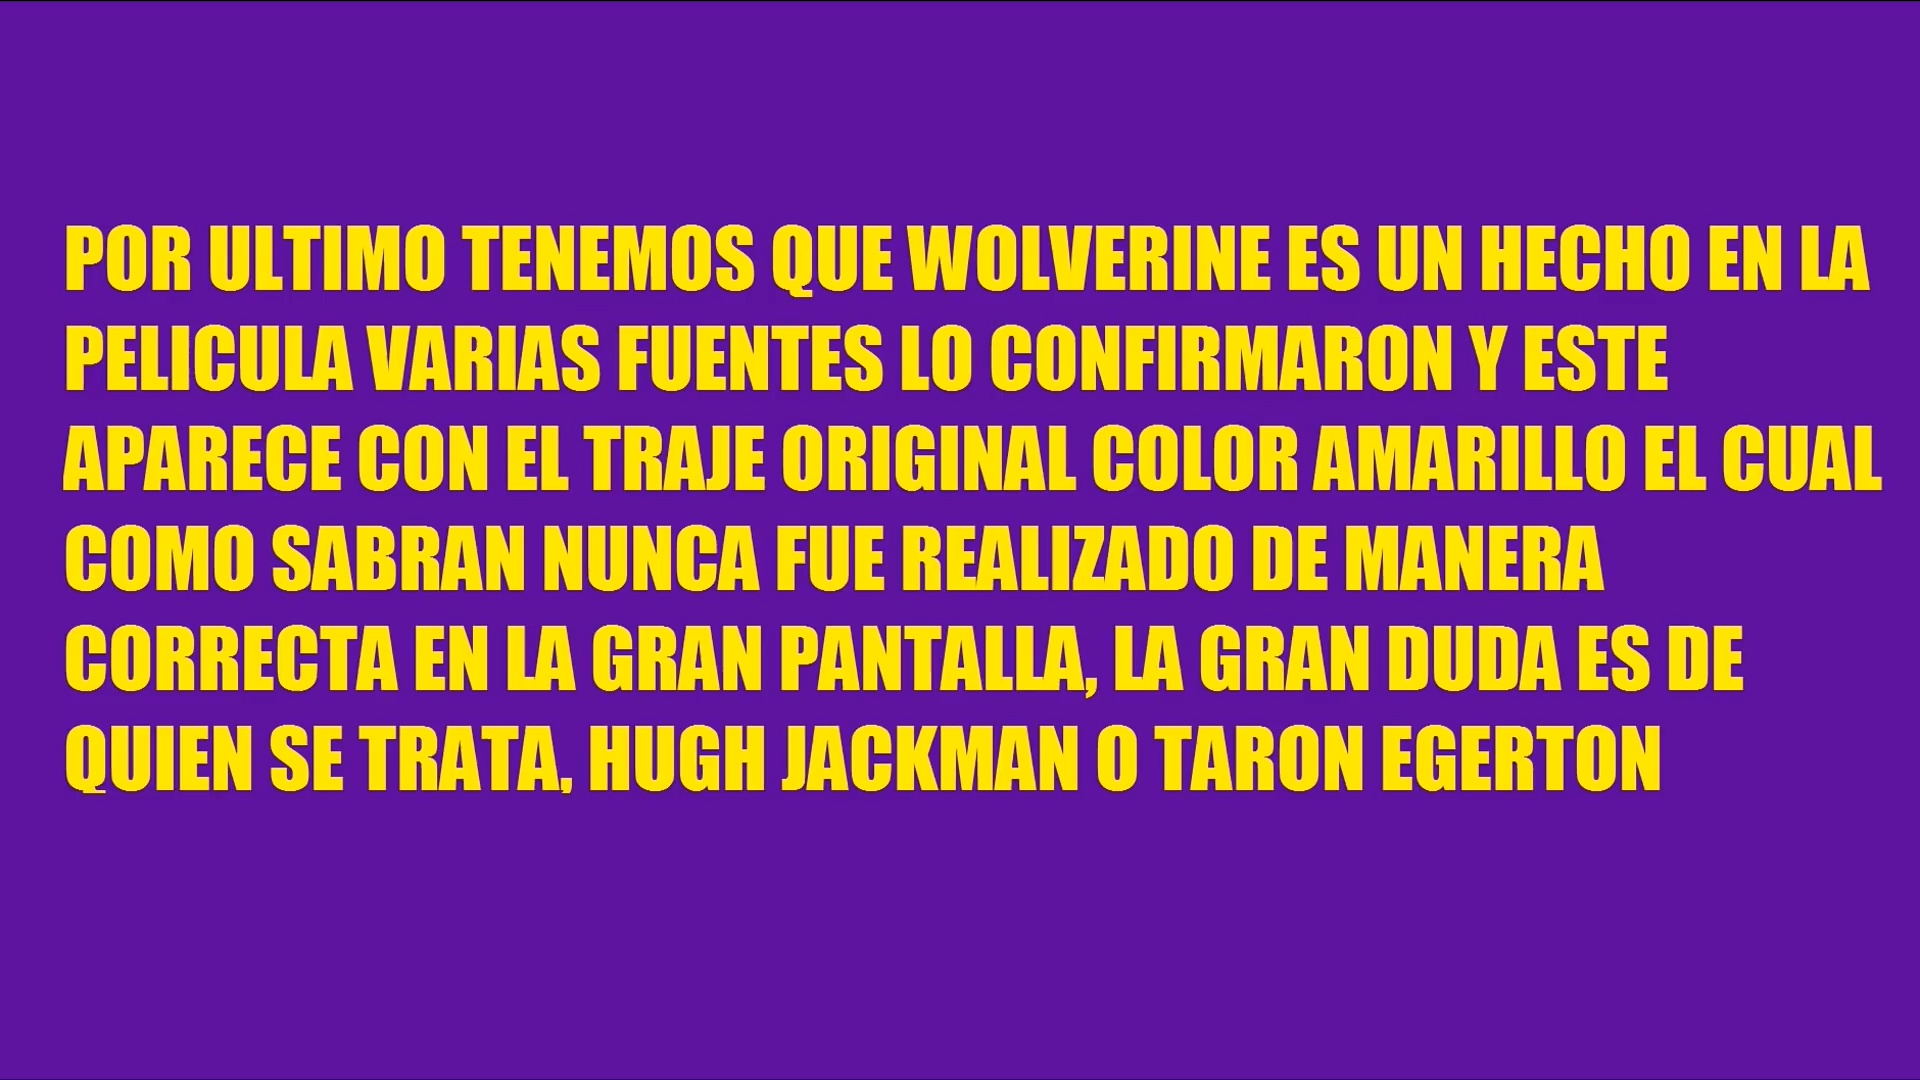 POR ULTIMO TENEMOS QUE WOLVERINE ES UN HECHO EN LA
PELICULA VARIAS FUENTES LO CONFIRMARON Y ESTE
APARECE CON EL TRAJE ORIGINAL COLOR AMARILLO EL CUAL
COMO SABRAN NUNCA FUE REALIZADO DE MANERA
CORRECTA EN LA GRAN PANTALLA, LA GRAN DUDA ES DE
QUIEN SE TRATA, HUGH JACKMAN O TARON EGERTON